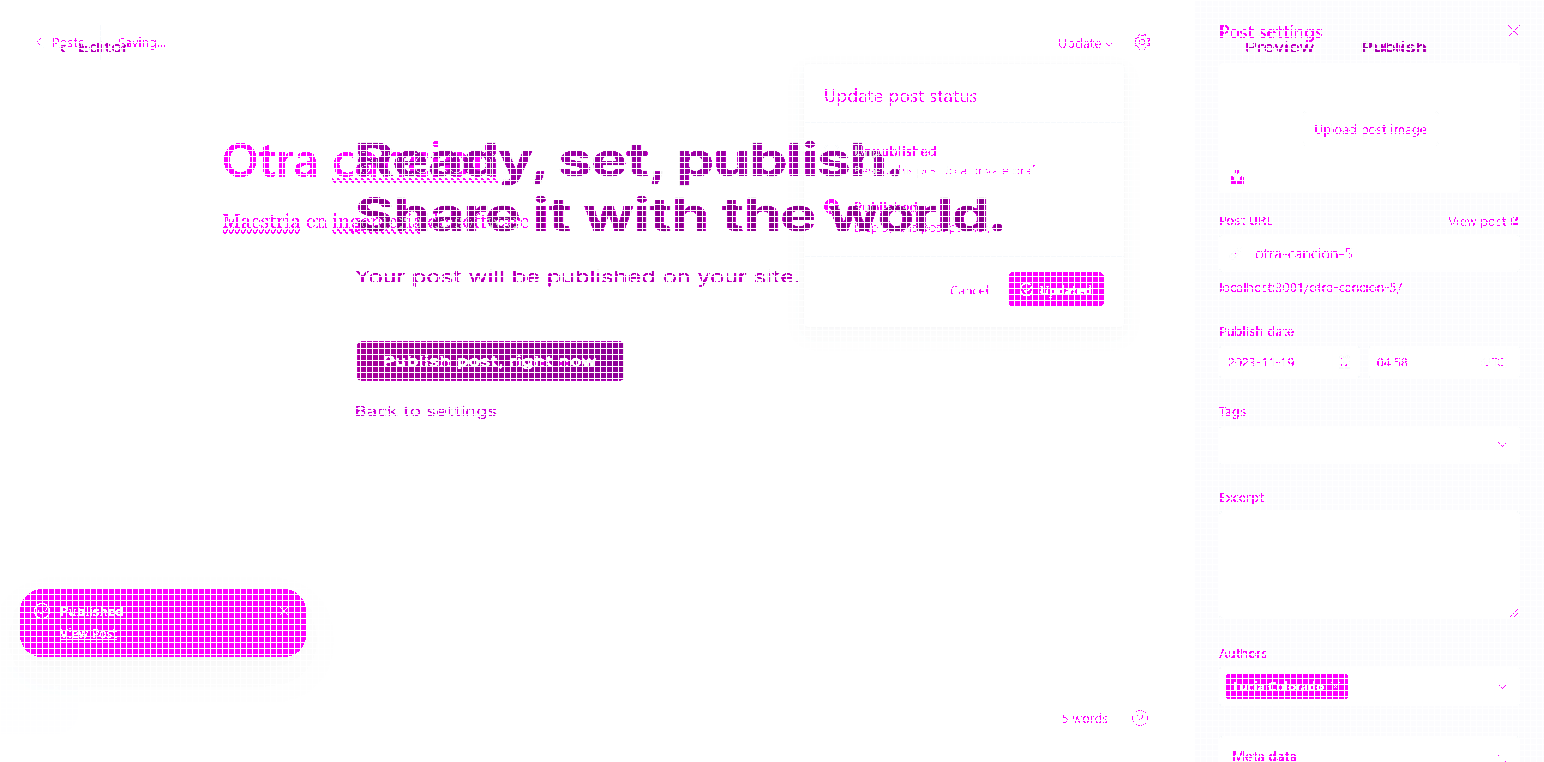 Posts
Saving...
Editor
Update
Post settings
Preview
Publish
Update post status
Upload post image
Otra
Ready, set, publish.
Unpublished
Maestria en
Share it with the world.
Published
Post URL
View post
otra-cancion-5
Your post will be published on your site.
Cancel
localhost:3001/otra-cancion-5/
Publish date
2023-11-19
04:58
UTC
Publish post, right now
Back to settings
Tags
Excerpt
Published
View Post
Authors
5 words
Meta data